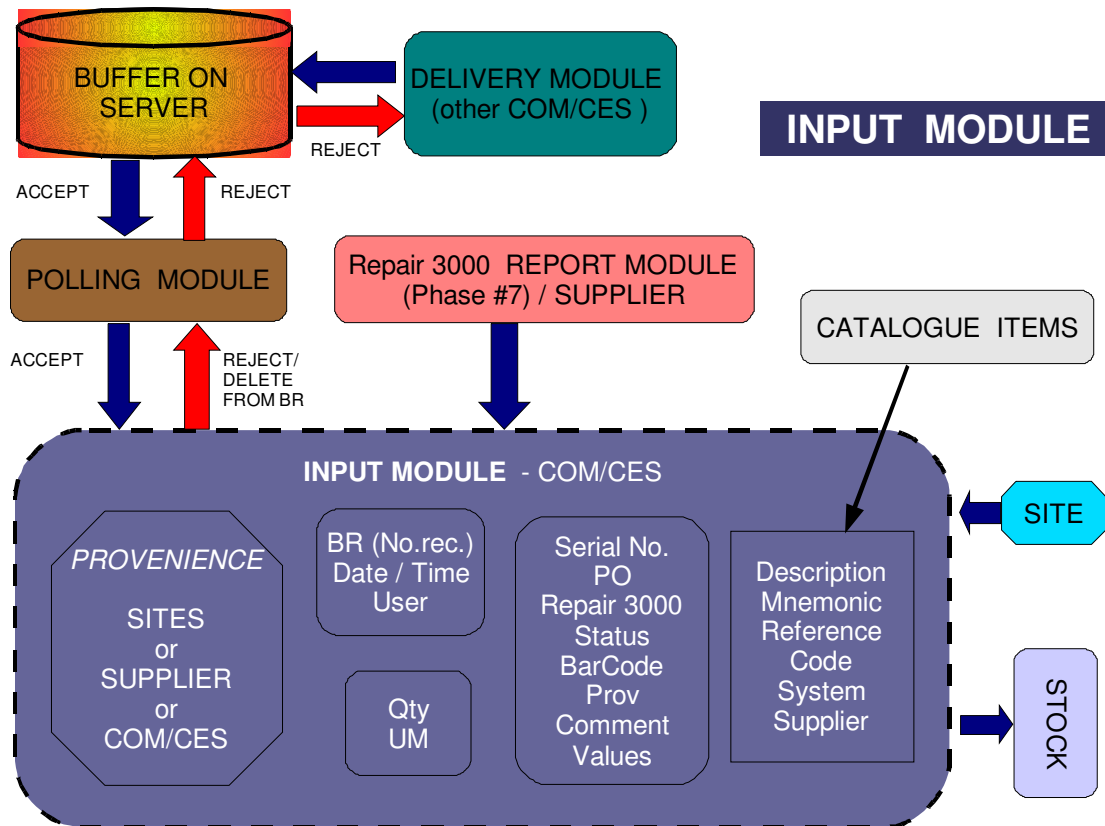 BUFFER ON
SERVER
DELIVERY MODULE
(other COM/CES )
REJECT
INPUT  MODULE
ACCEPT
REJECT
POLLING  MODULE
Repair 3000  REPORT MODULE
(Phase #7) / SUPPLIER
CATALOGUE  ITEMS
ACCEPT
REJECT/
DELETE
FROM BR
INPUT MODULE  - COM/CES
SITE
PROVENIENCE
SITES
or
SUPPLIER
or
COM/CES
BR (No.rec.)
Date / Time
User
Qty
UM
Serial No.
PO
Repair 3000
Status
BarCode
Prov
Comment
Values
Description
Mnemonic
Reference
Code
System
Supplier
STOCK